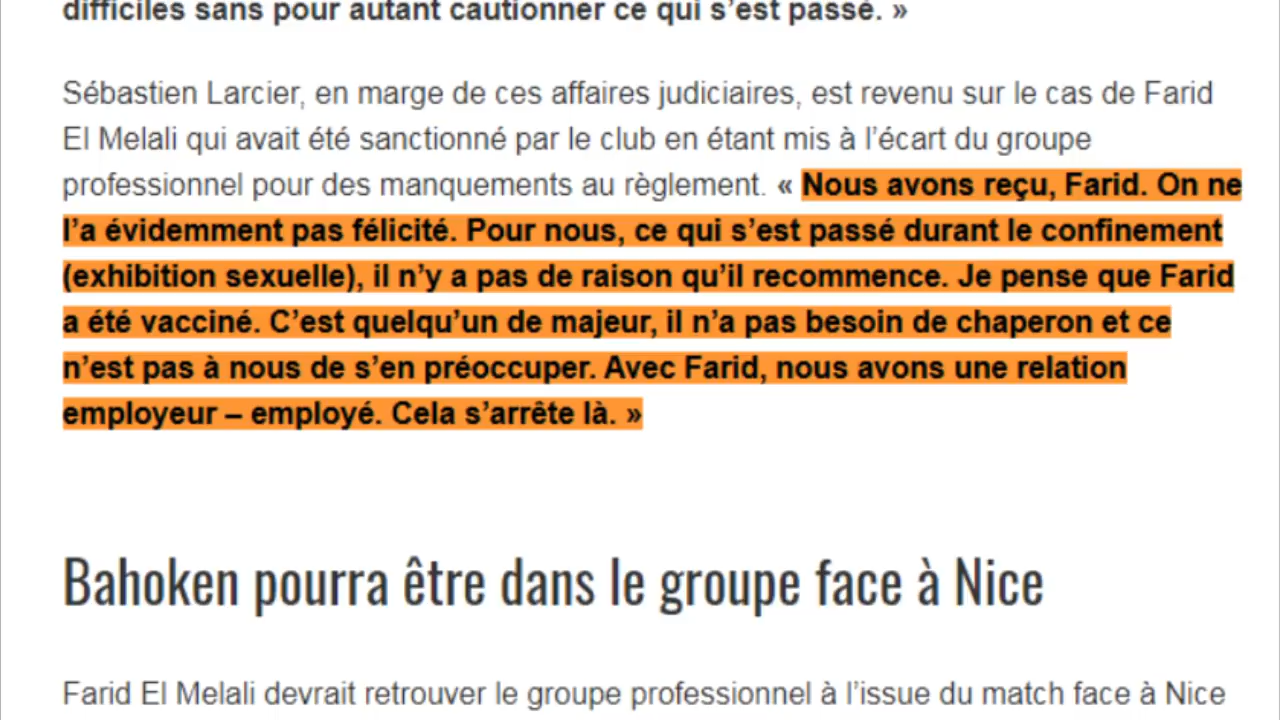 difficiles sans pour autant cautionner ce qui s’est passé. »
Sébastien Larcier, en marge de ces affaires judiciaires, est revenu sur le cas de Farid
El Melali qui avait été sanctionné par le club en étant mis à l’écart du groupe
professionnel pour des manquements au règlement. « Nous avons reçu, Farid. On ne
l’a évidemment pas félicité. Pour nous, ce qui s’est passé durant le confinement
(exhibition sexuelle), il n’y a pas de raison qu’il recommence. Je pense que Farid
a été vacciné. C’est quelqu’un de majeur, il n’a pas besoin de chaperon et ce
n’est pas à nous de s’en préoccuper. Avec Farid, nous avons une relation
employeur – employé. Cela s’arrête là. »
Bahoken pourra être dans le groupe face à Nice
Farid El Melali devrait retrouver le groupe professionnel à l’issue du match face à Nice